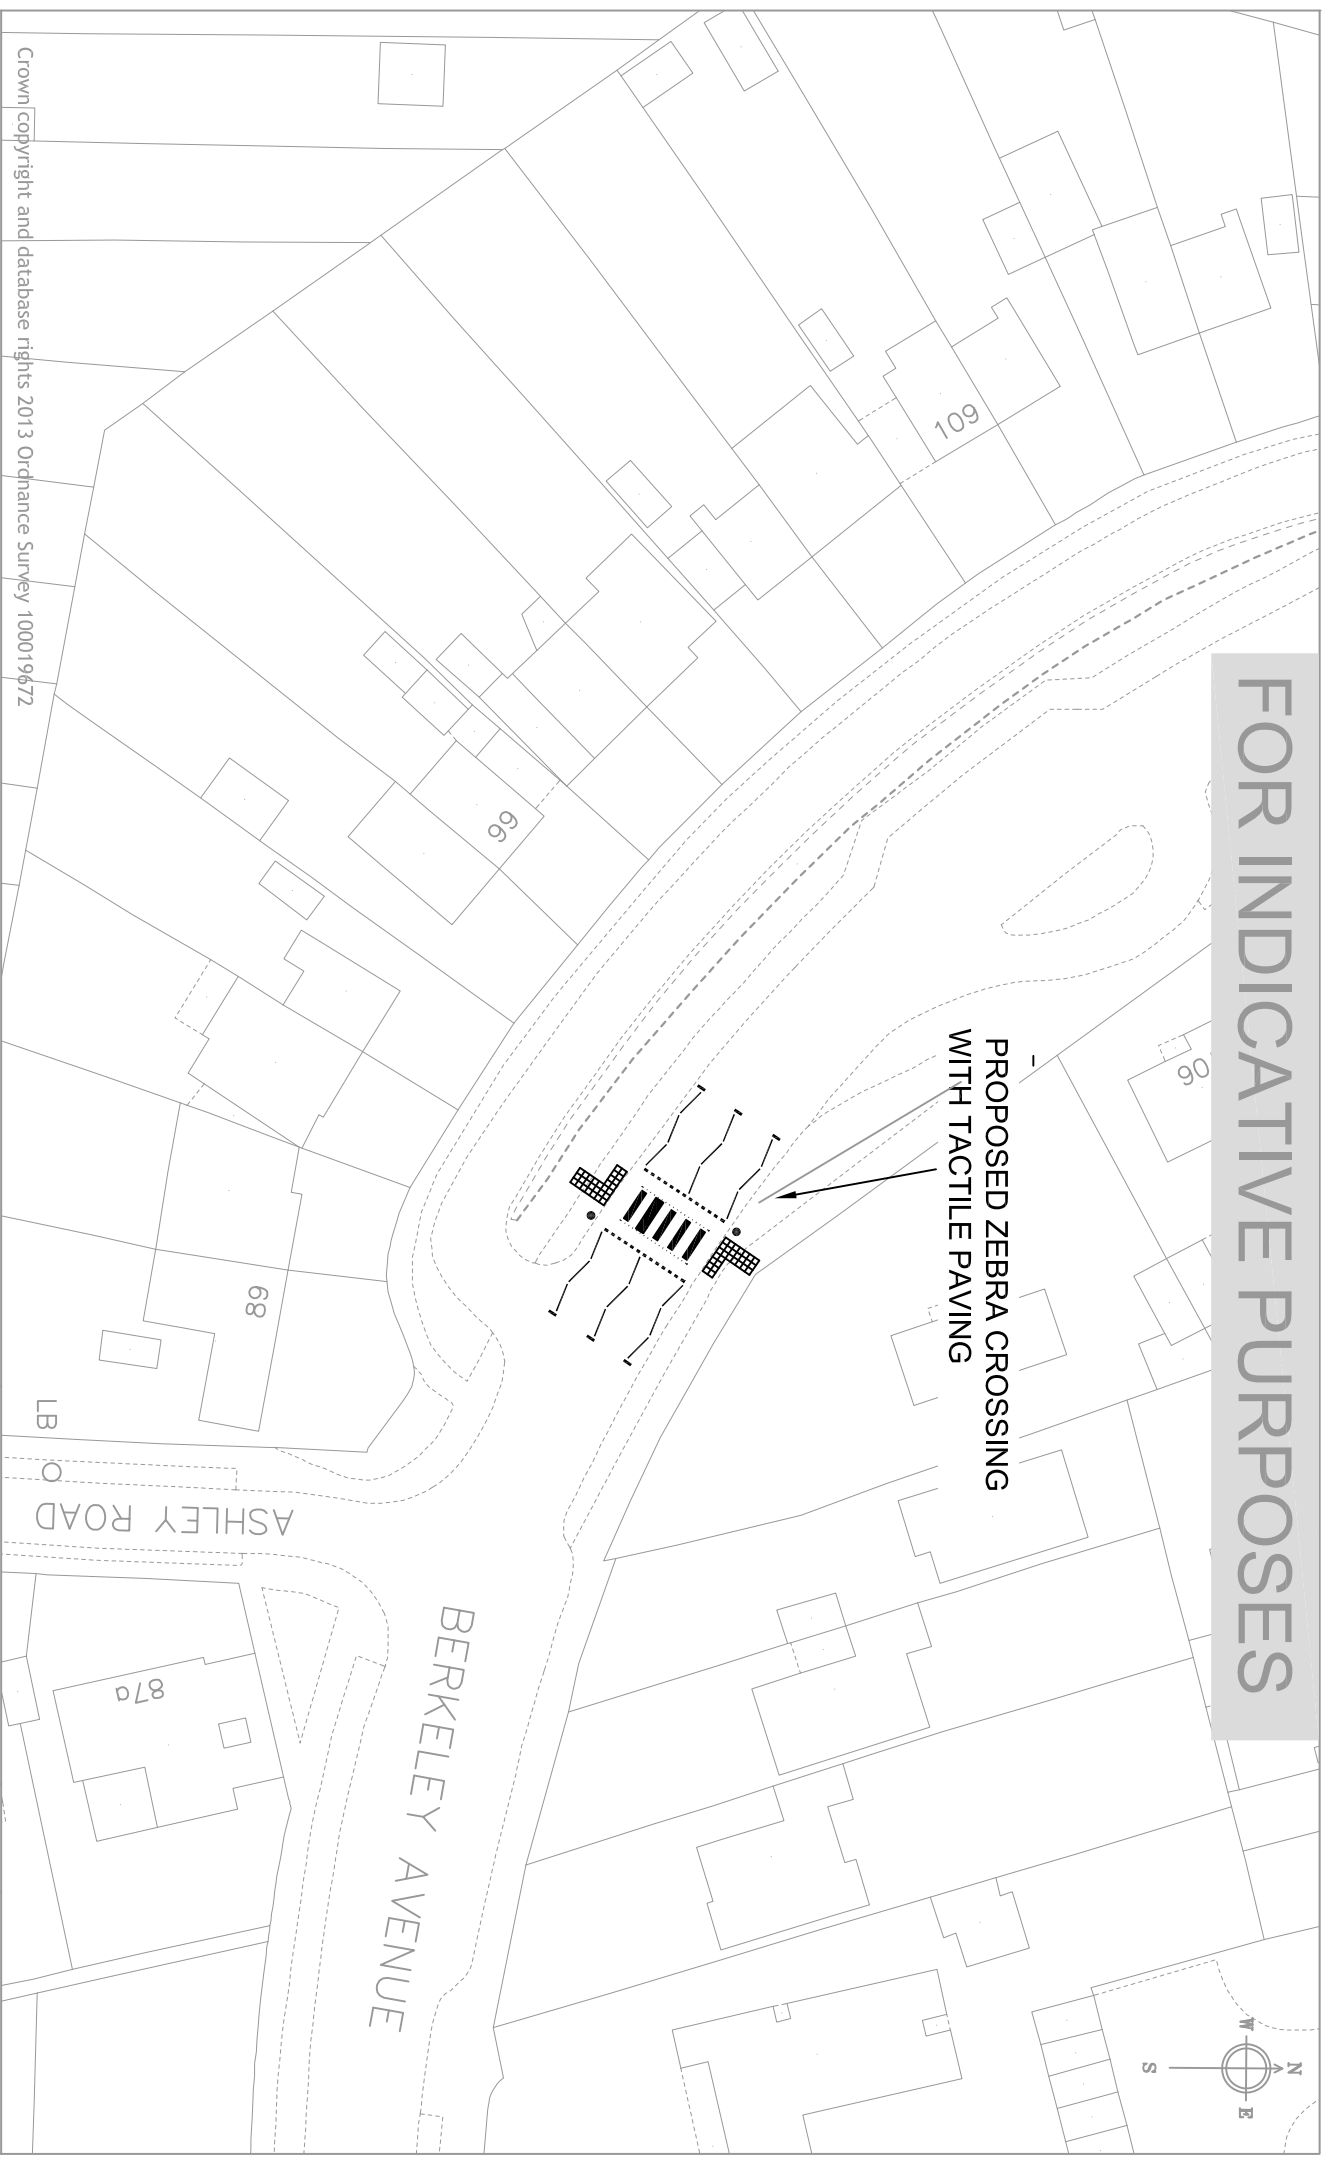 FOR INDICATIVE PURPOSES
N
W
E
S
PROPOSED ZEBRA CROSSING
WITH TACTILE PAVING
109
90
99
89
LB
ASHLEY ROAD
BERKELEY AVENUE
87a
Crown copyright and database rights 2013 Ordnance Survey 100019672